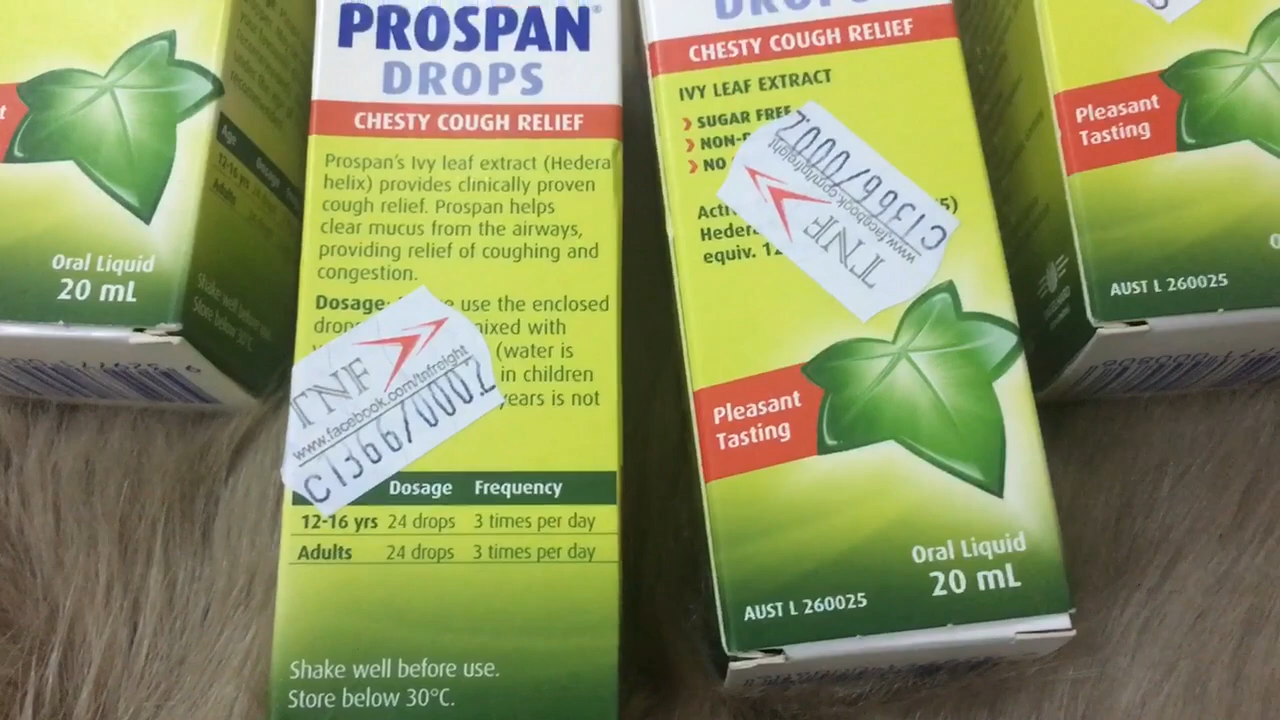 Age
Dosage
12-16 yrs
Adults
Oral Liquid
20 mL
Shake well before use.
Store below 30°C.
PROSPAN®
DROPS
CHESTY COUGH RELIEF
Prospan's Ivy leaf extract (Hedera
helix) provides clinically proven
cough relief. Prospan helps
clear mucus from the airways,
providing relief of coughing and
congestion.
Dosage: use the enclosed
mixed with
(water is
in children
years is not
TNF
www.facebook.com/tnfreight
C1366/0002
Dosage Frequency
12-16 yrs 24 drops 3 times per day
Adults 24 drops 3 times per day
Shake well before use.
Store below 30°C.
DROPS
CHESTY COUGH RELIEF
IVY LEAF EXTRACT
SUGAR FREE
NO
equiv.
TNF
www.facebook.com/tnfreight
C1366/0002
Pleasant
Tasting
Oral Liquid
20 mL
AUST L 260025
Pleasant
Tasting
AUST L 260025